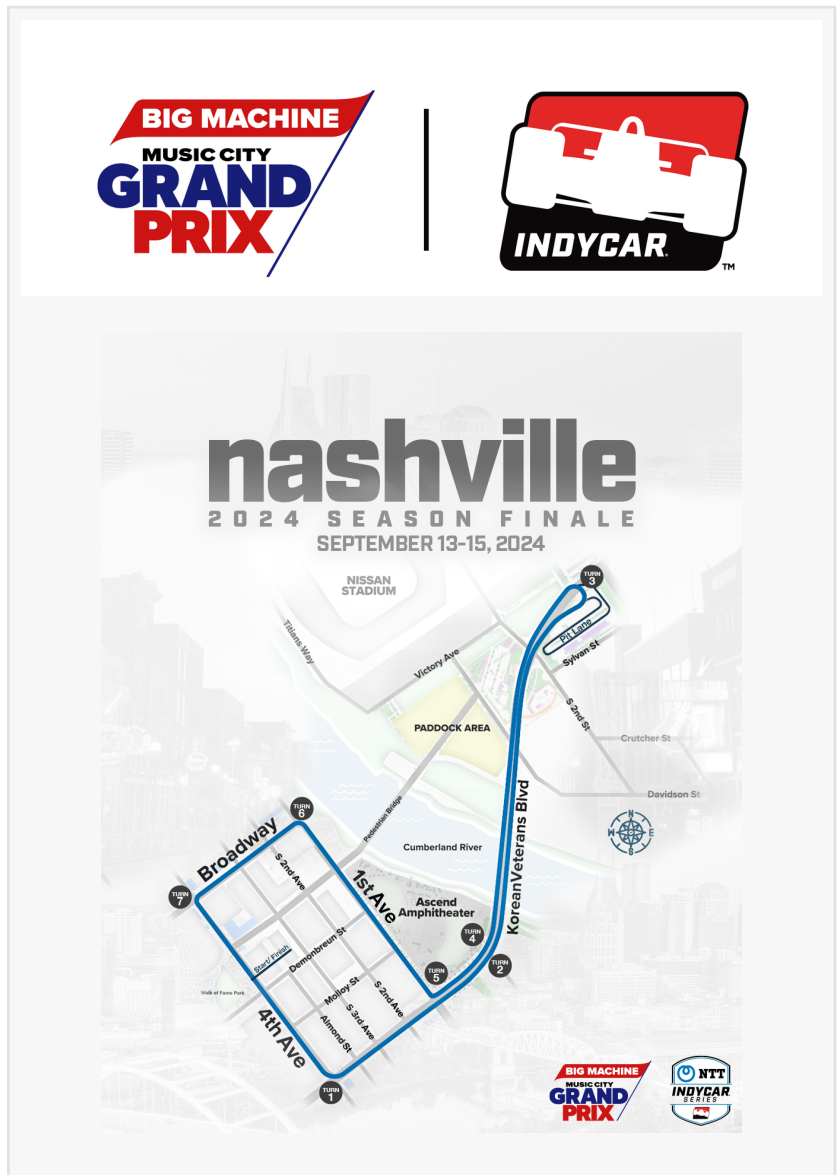 BIG MACHINE
MUSIC CITY
GRAND
PRIX
INDYCAR
TM
nashville
2024 SEASON FINALE
SEPTEMBER 13-15, 2024
NISSAN
STADIUM
TURN
3
Pit Lane
Sylvan St
Titians Way
Victory Ave
S 2nd St
PADDOCK AREA
Crutcher St
Davidson St
Korean Veterans Blvd
N
W
E
S
Pedestrian Bridge
Cumberland River
TURN
6
Broadway
S 2nd Ave
1st Ave
TURN
7
Ascend
Amphitheater
TURN
4
TURN
2
TURN
5
Start/ Finish
Demonbreun St
Walk of Fame Park
Molloy St
S 2nd Ave
S 3rd Ave
Almond St
4th Ave
TURN
1
BIG MACHINE
MUSIC CITY
GRAND
PRIX
NTT
INDYCAR
SERIES